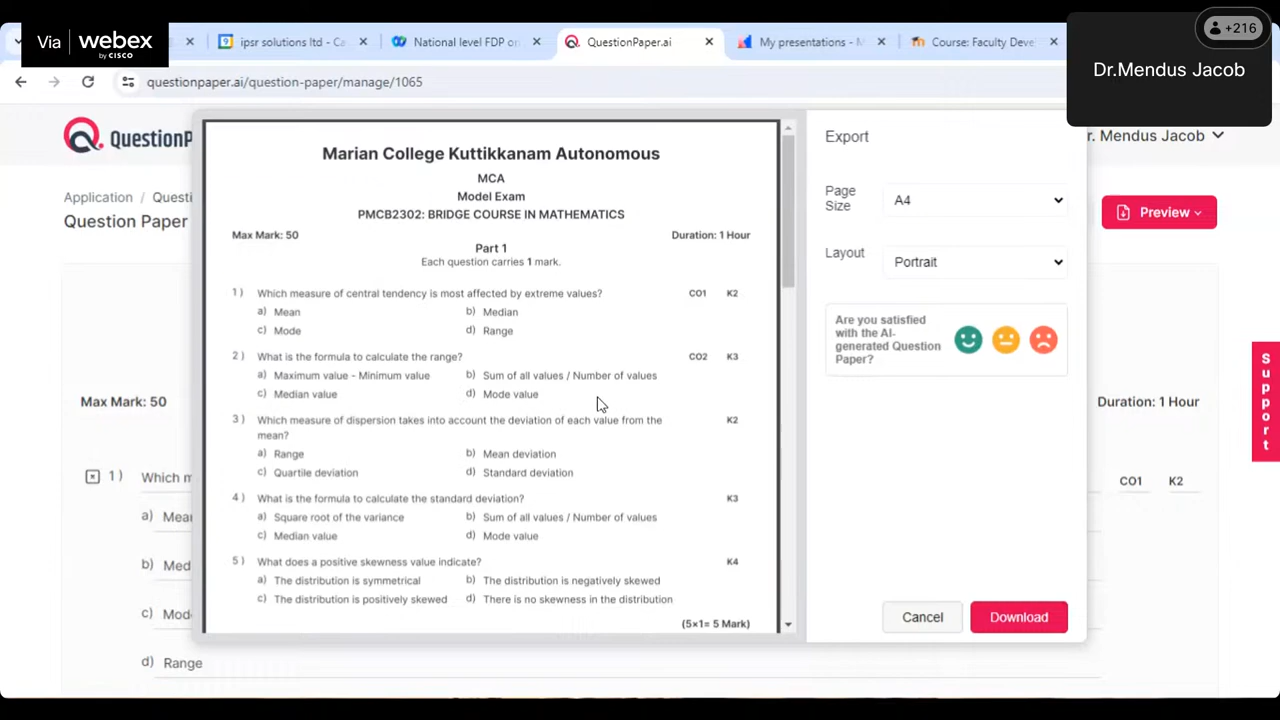 Via webex
by CISCO
ipsr solutions ltd - Ca
National level FDP or
QuestionPaper.ai
My presentations - M
Course: Faculty Deve
+216
Dr.Mendus Jacob
questionpaper.ai/question-paper/manage/1065
QuestionP
r. Mendus Jacob
Application / Questi
Question Paper
Preview
Max Mark: 50
Duration: 1 Hour
1 ) Which m
CO1 K2
a) Mea
b) Med
c) Mod
d) Range
Marian College Kuttikkanam Autonomous
MCA
Model Exam
PMCB2302: BRIDGE COURSE IN MATHEMATICS
Max Mark: 50 Duration: 1 Hour
Part 1
Each question carries 1 mark.
1 ) Which measure of central tendency is most affected by extreme values? CO1 K2
a) Mean b) Median
c) Mode d) Range
2 ) What is the formula to calculate the range? CO2 K3
a) Maximum value - Minimum value b) Sum of all values / Number of values
c) Median value d) Mode value
3 ) Which measure of dispersion takes into account the deviation of each value from the K2
mean?
a) Range b) Mean deviation
c) Quartile deviation d) Standard deviation
4 ) What is the formula to calculate the standard deviation? K3
a) Square root of the variance b) Sum of all values / Number of values
c) Median value d) Mode value
5 ) What does a positive skewness value indicate? K4
a) The distribution is symmetrical b) The distribution is negatively skewed
c) The distribution is positively skewed d) There is no skewness in the distribution
(5×1= 5 Mark)
Export
Page
Size
A4
Layout
Portrait
Are you satisfied
with the AI-
generated Question
Paper?
Cancel
Download
Support